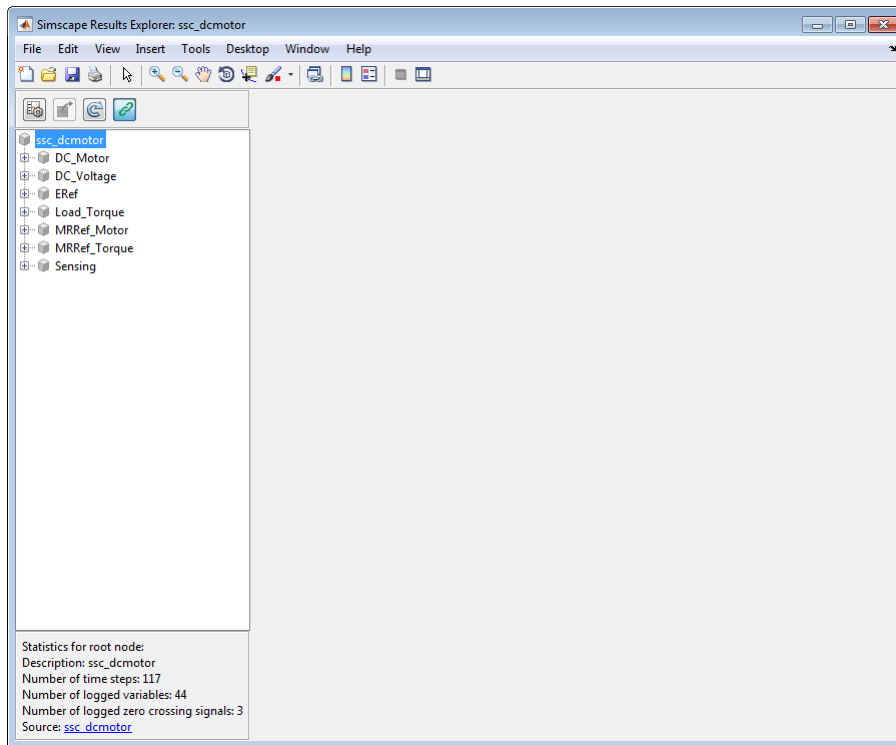 Simscape Results Explorer: ssc_dcmotor
File Edit View Insert Tools Desktop Window Help
ssc_dcmotor
DC_Motor
DC_Voltage
ERef
Load_Torque
MRRef_Motor
MRRef_Torque
Sensing
Statistics for root node:
Description: ssc_dcmotor
Number of time steps: 117
Number of logged variables: 44
Number of logged zero crossing signals: 3
Source: ssc_dcmotor